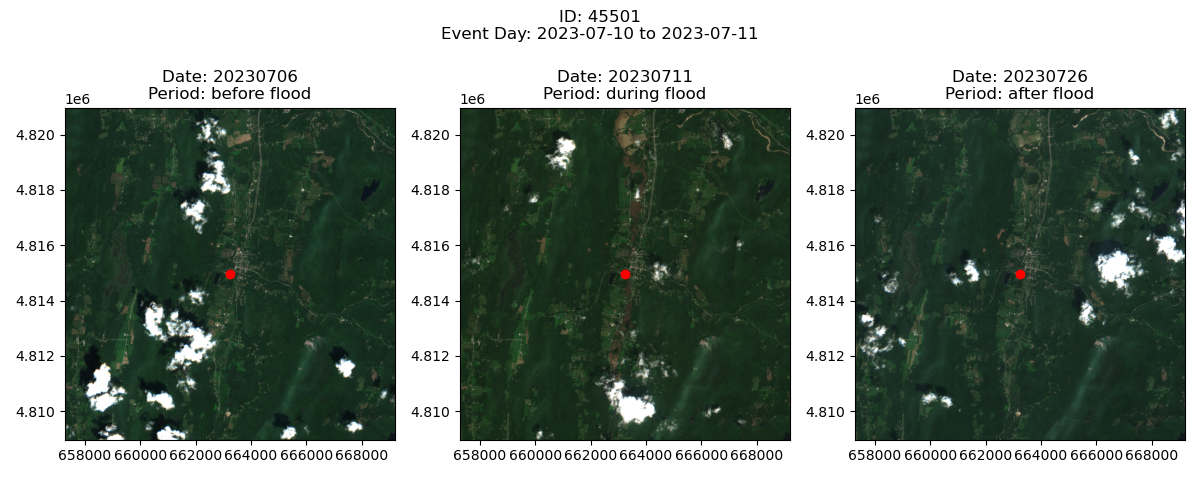 ID: 45501
Event Day: 2023-07-10 to 2023-07-11
Date: 20230706
Period: before flood
1e6
4.820
4.818
4.816
4.814
4.812
4.810
658000 660000 662000 664000 666000 668000
Date: 20230711
Period: during flood
1e6
4.820
4.818
4.816
4.814
4.812
4.810
658000 660000 662000 664000 666000 668000
Date: 20230726
Period: after flood
1e6
4.820
4.818
4.816
4.814
4.812
4.810
658000 660000 662000 664000 666000 668000